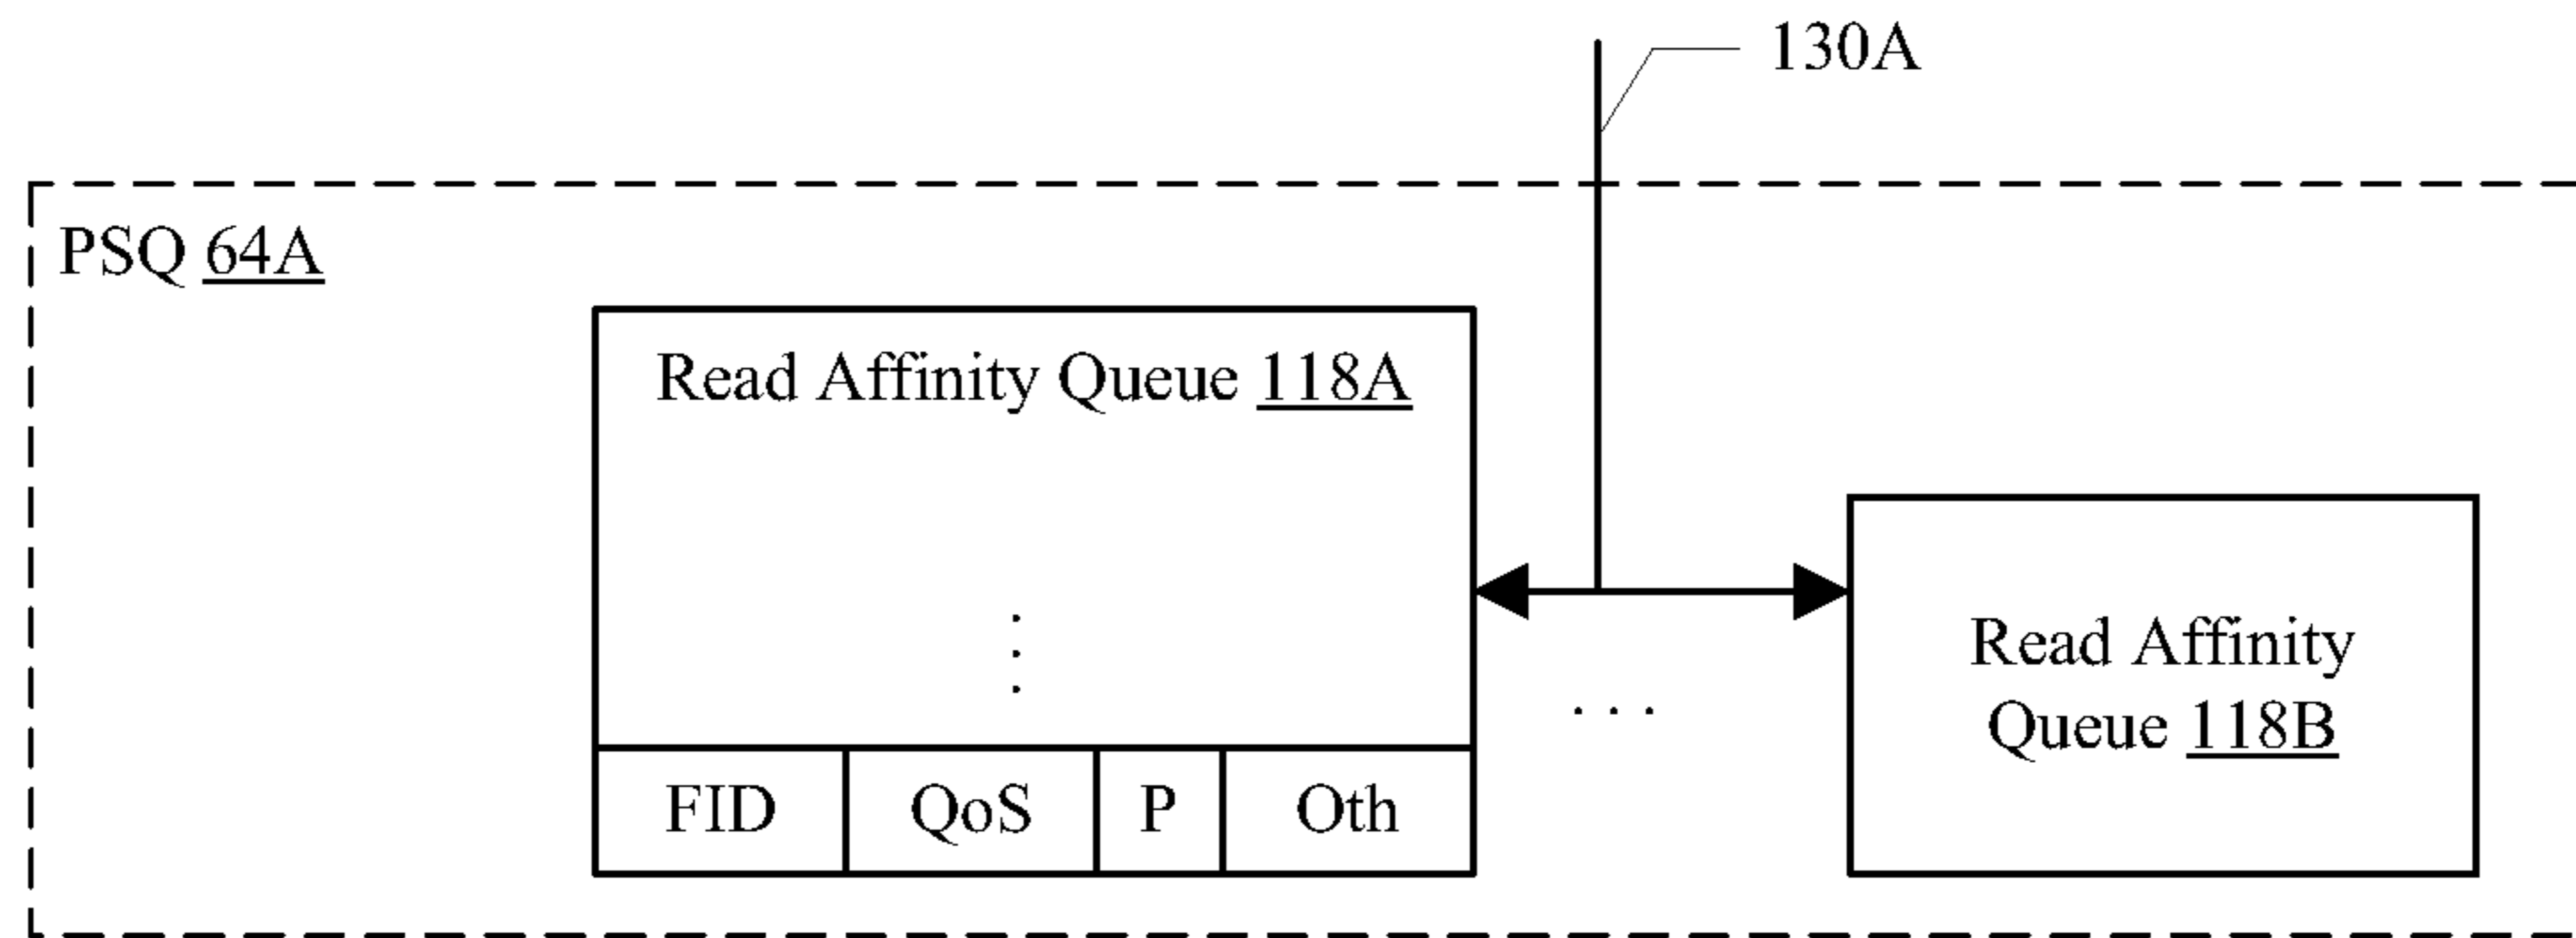 130A
PSQ 64A
Read Affinity Queue 118A
Read Affinity
Queue 118B
. . .
FID QoS P Oth